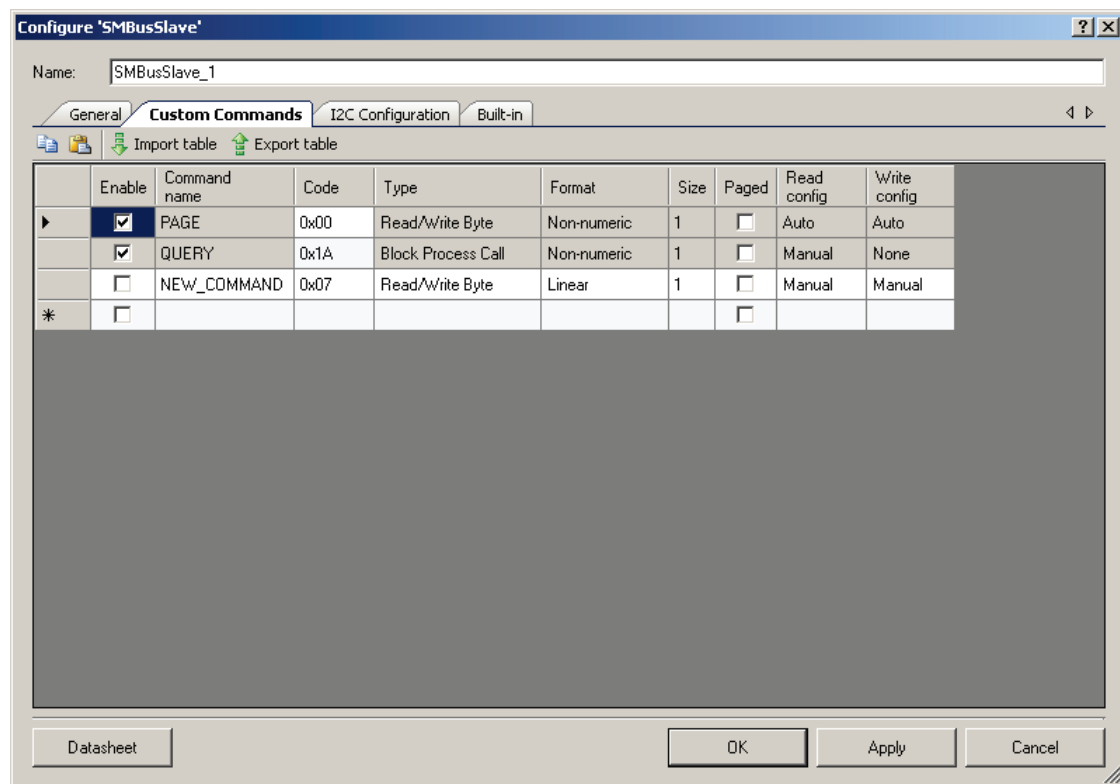 Configure 'SMBusSlave'
Name: SMBusSlave_1
General Custom Commands I2C Configuration Built-in
Import table Export table
Enable Command name Code Type Format Size Paged Read config Write config
PAGE 0x00 Read/Write Byte Non-numeric 1 Auto Auto
QUERY 0x1A Block Process Call Non-numeric 1 Manual None
NEW_COMMAND 0x07 Read/Write Byte Linear 1 Manual Manual
Datasheet OK Apply Cancel